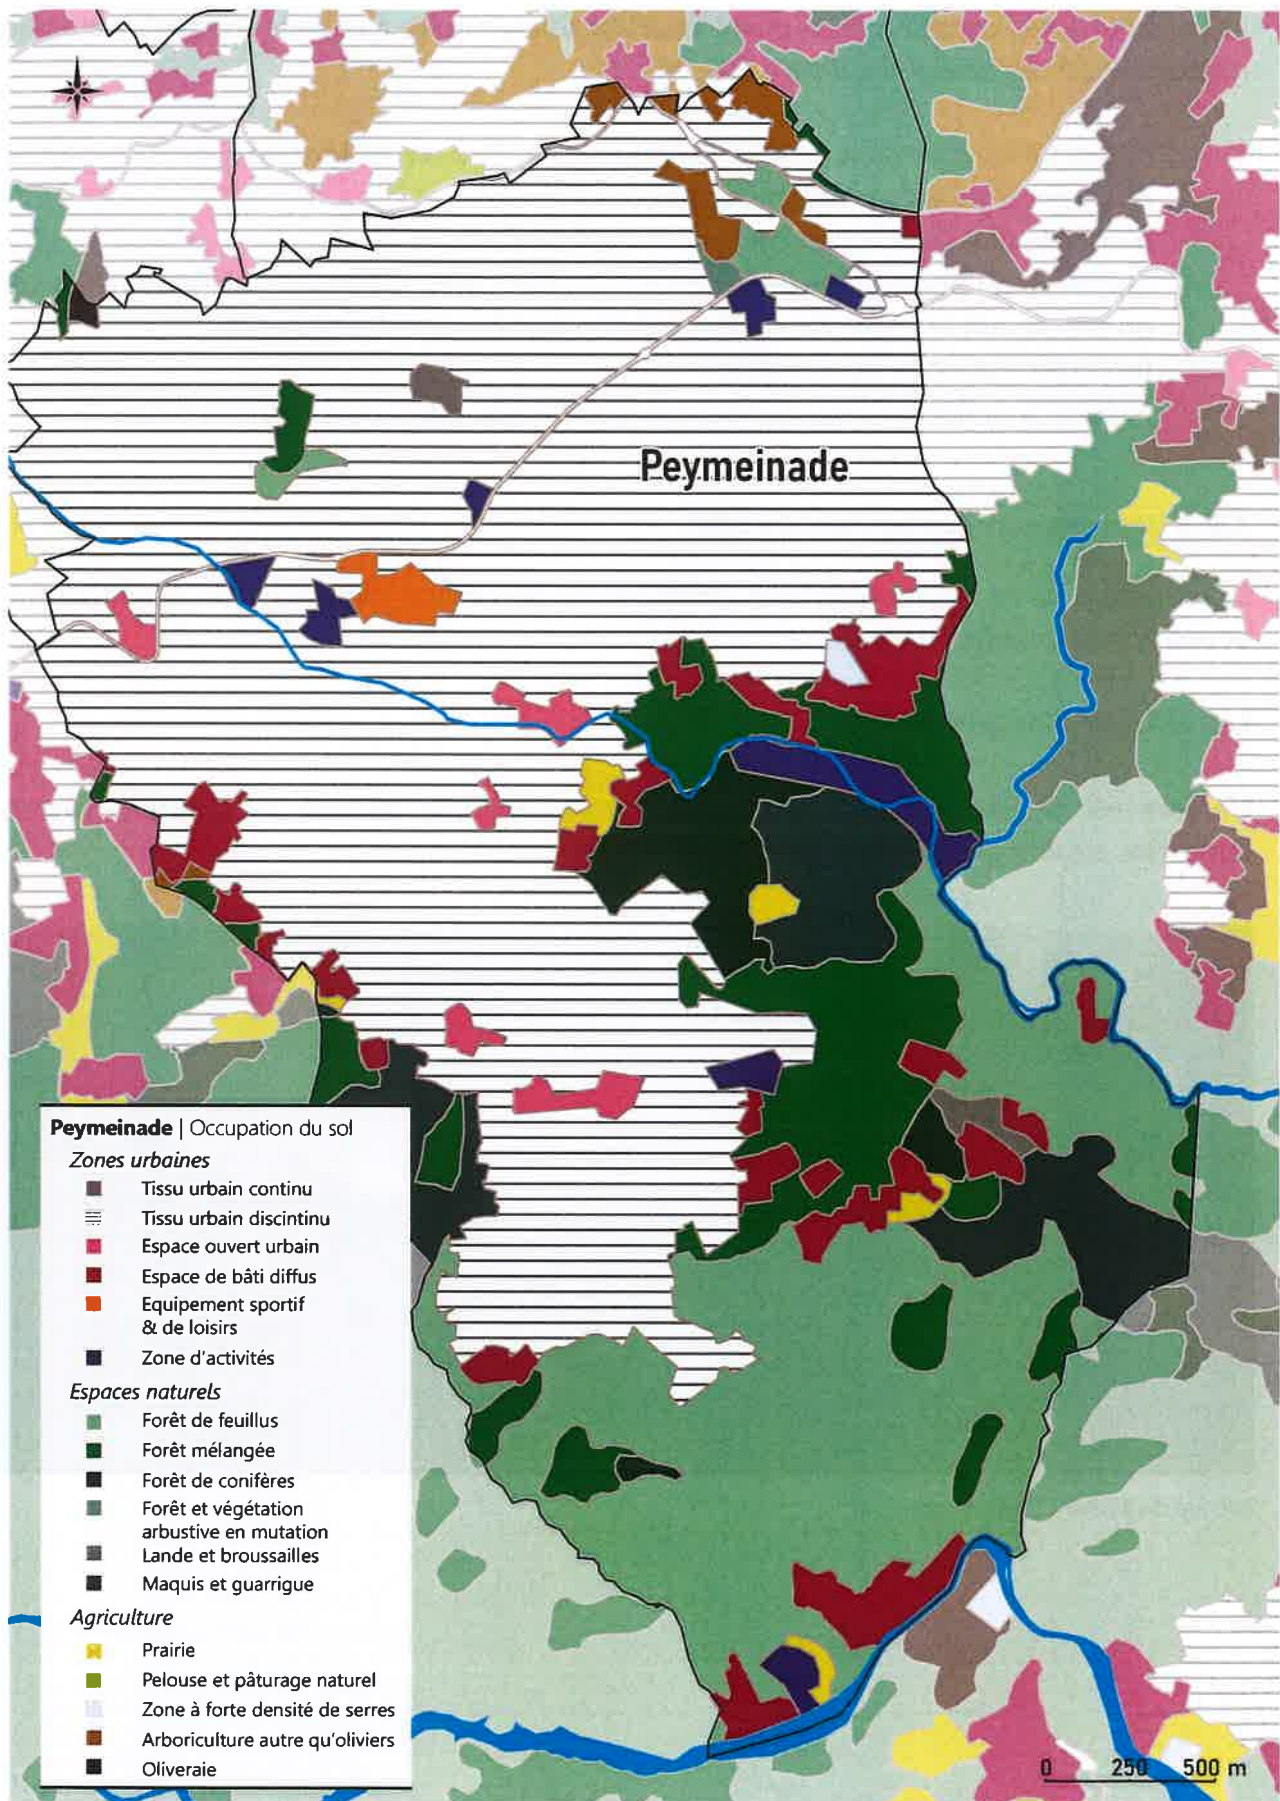 Peymeinade
Peymeinade | Occupation du sol
Zones urbaines
Tissu urbain continu
Tissu urbain discintinu
Espace ouvert urbain
Espace de bâti diffus
Equipement sportif
& de loisirs
Zone d'activités
Espaces naturels
Forêt de feuillus
Forêt mélangée
Forêt de conifères
Forêt et végétation
arbustive en mutation
Lande et broussailles
Maquis et guarrigue
Agriculture
Prairie
Pelouse et pâturage naturel
Zone à forte densité de serres
Arboriculture autre qu'oliviers
Oliveraie
0 250 500 m